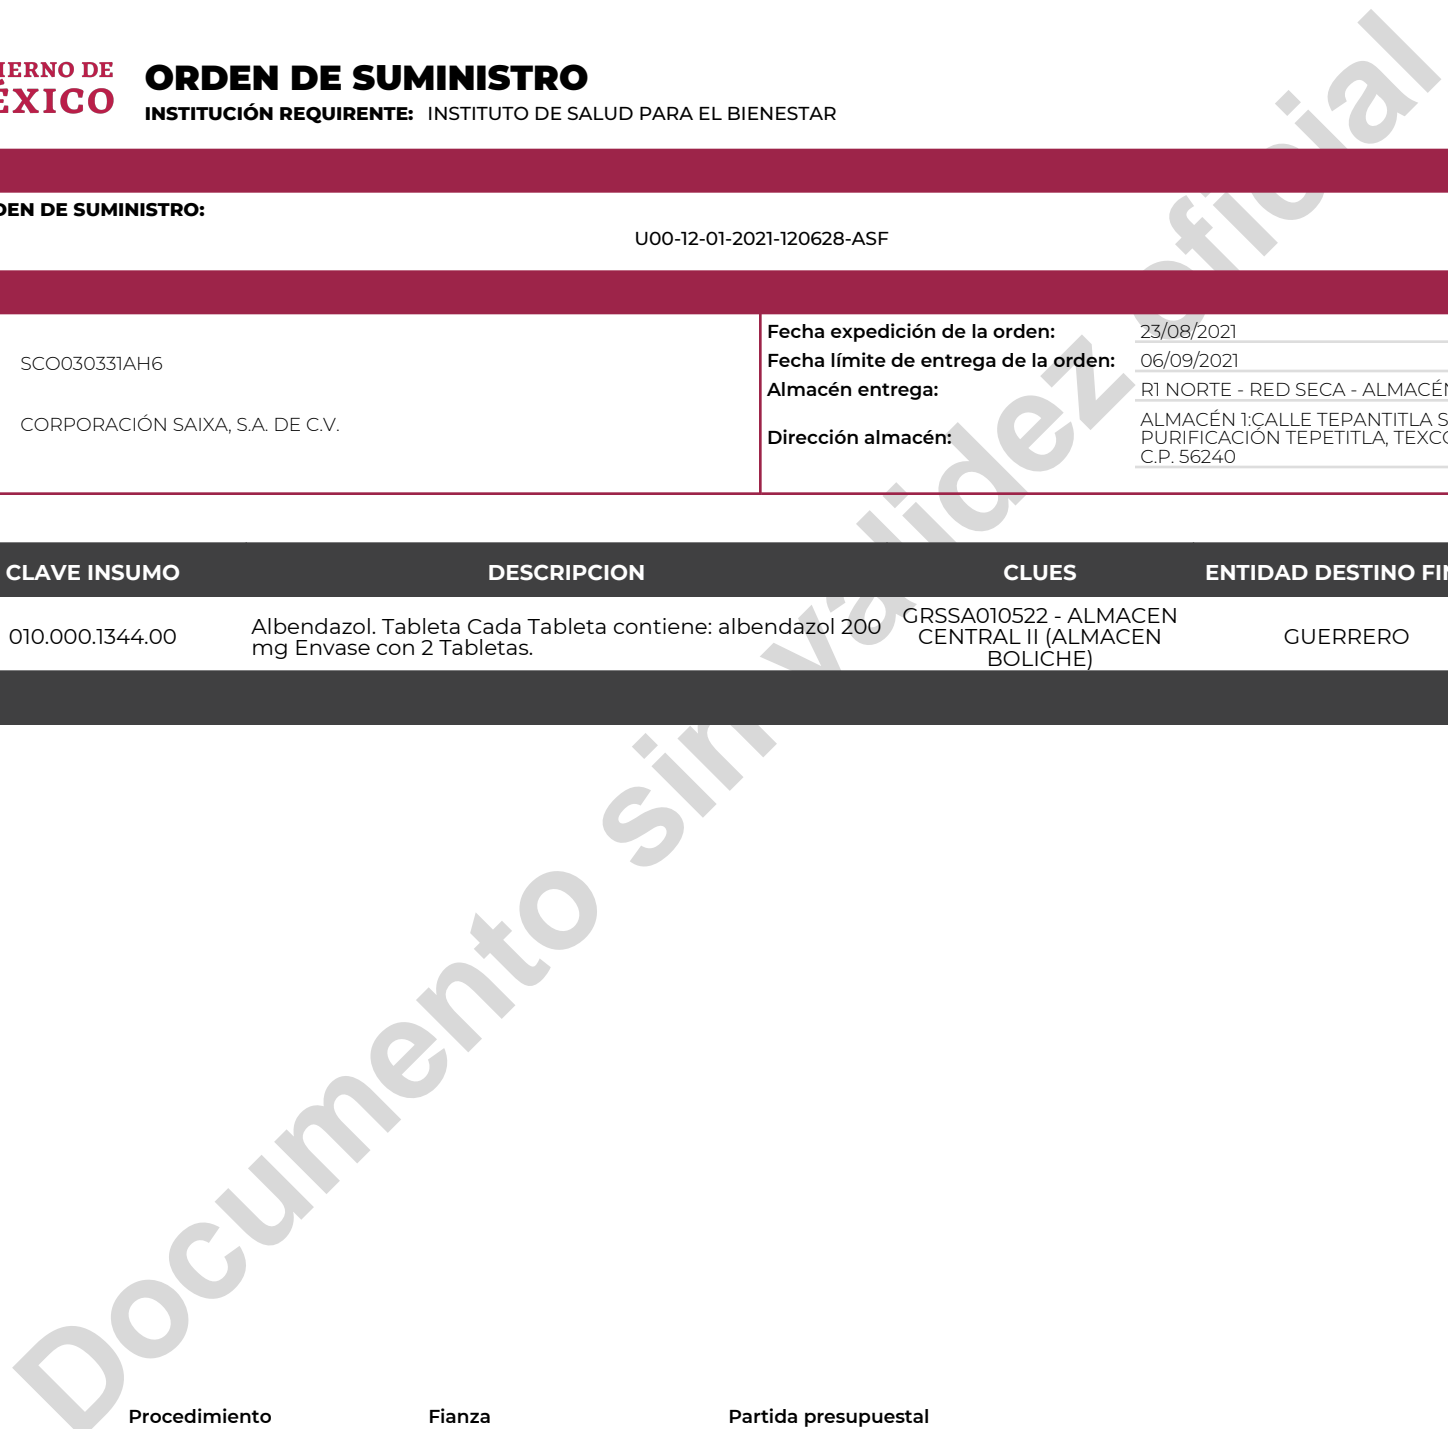 IERNO DE
ÉXICO
ORDEN DE SUMINISTRO
INSTITUCIÓN REQUIRENTE: INSTITUTO DE SALUD PARA EL BIENESTAR
DEN DE SUMINISTRO:
U00-12-01-2021-120628-ASF
SCO030331AH6
CORPORACIÓN SAIXA, S.A. DE C.V.
Fecha expedición de la orden: 23/08/2021
Fecha límite de entrega de la orden: 06/09/2021
Almacén entrega: R1 NORTE - RED SECA - ALMACÉN
Dirección almacén: ALMACÉN 1:CALLE TEPANTITLA S
PURIFICACIÓN TEPETITLA, TEXCO
C.P. 56240
CLAVE INSUMO DESCRIPCION CLUES ENTIDAD DESTINO FIN
010.000.1344.00
Albendazol. Tableta Cada Tableta contiene: albendazol 200
mg Envase con 2 Tabletas.
GRSSA010522 - ALMACEN
CENTRAL II (ALMACEN
BOLICHE)
GUERRERO
Documento sin validez oficial
Procedimiento Fianza Partida presupuestal